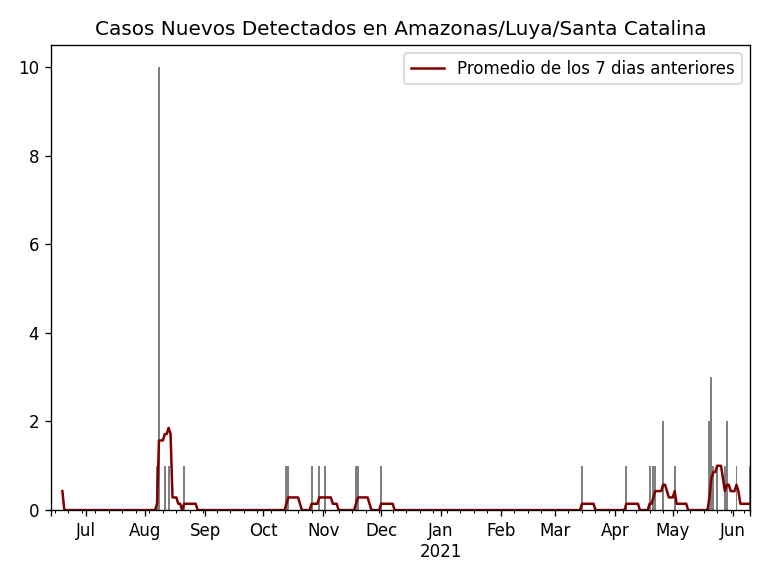 Casos Nuevos Detectados en Amazonas/Luya/Santa Catalina
Promedio de los 7 dias anteriores
10
8
6
4
2
0
Jul Aug Sep Oct Nov Dec Jan Feb Mar Apr May Jun
2021